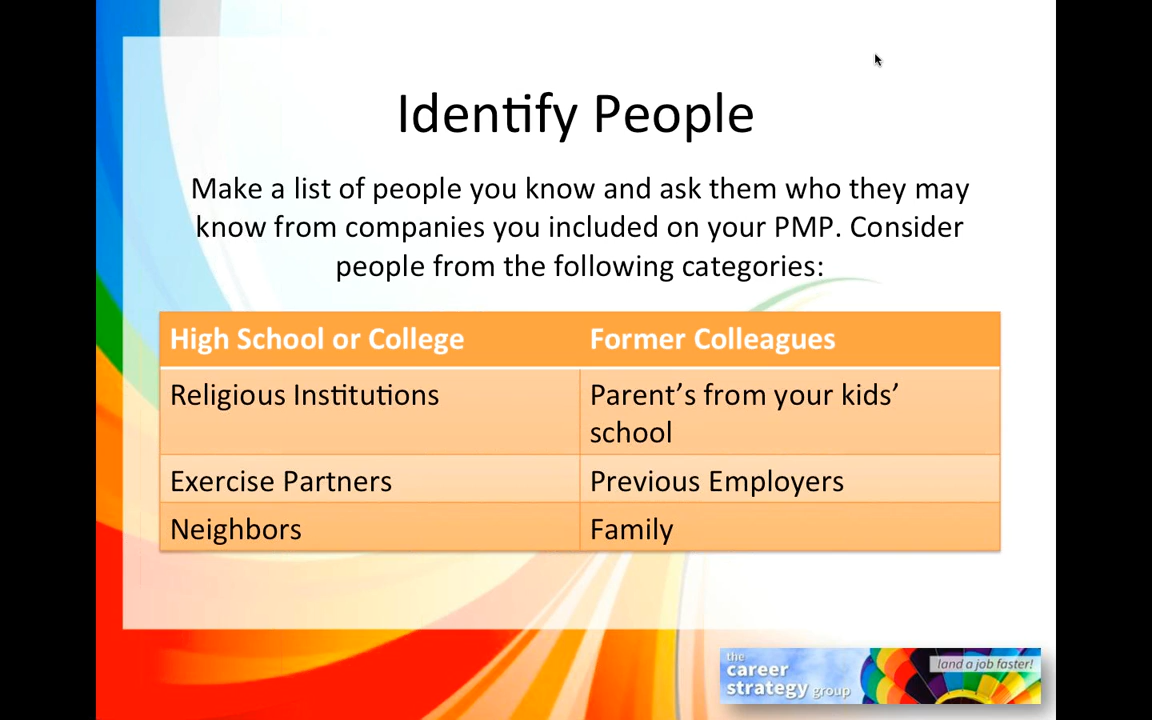 Identify People
Make a list of people you know and ask them who they may
know from companies you included on your PMP. Consider
people from the following categories:
High School or College
Former Colleagues
Religious Institutions
Parent’s from your kids’
school
Exercise Partners
Previous Employers
Neighbors
Family
the
career
strategy group
land a job faster!